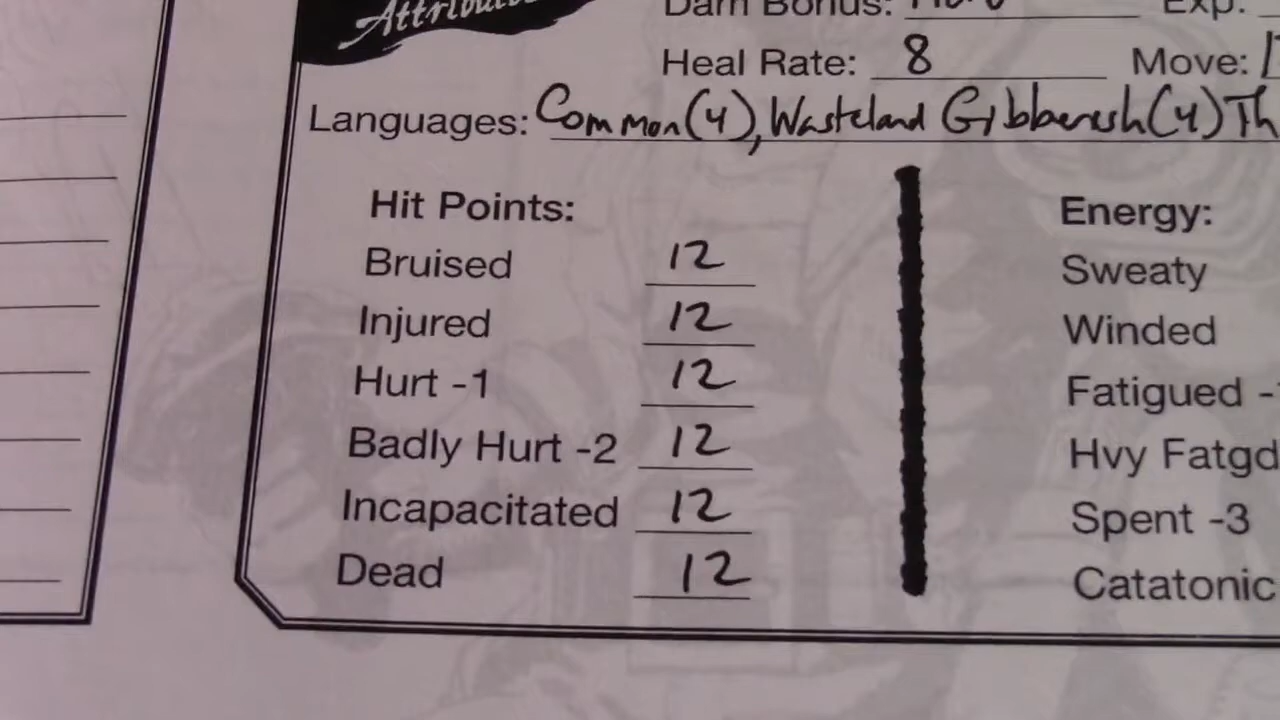 Attributes
Dam Bonus: Exp:
Heal Rate: 8 Move:
Languages: Common(4), Wasteland Gibberish(4) Th
Hit Points:
Bruised 12
Injured 12
Hurt -1 12
Badly Hurt -2 12
Incapacitated 12
Dead 12
Energy:
Sweaty
Winded
Fatigued -
Hvy Fatgd
Spent -3
Catatonic